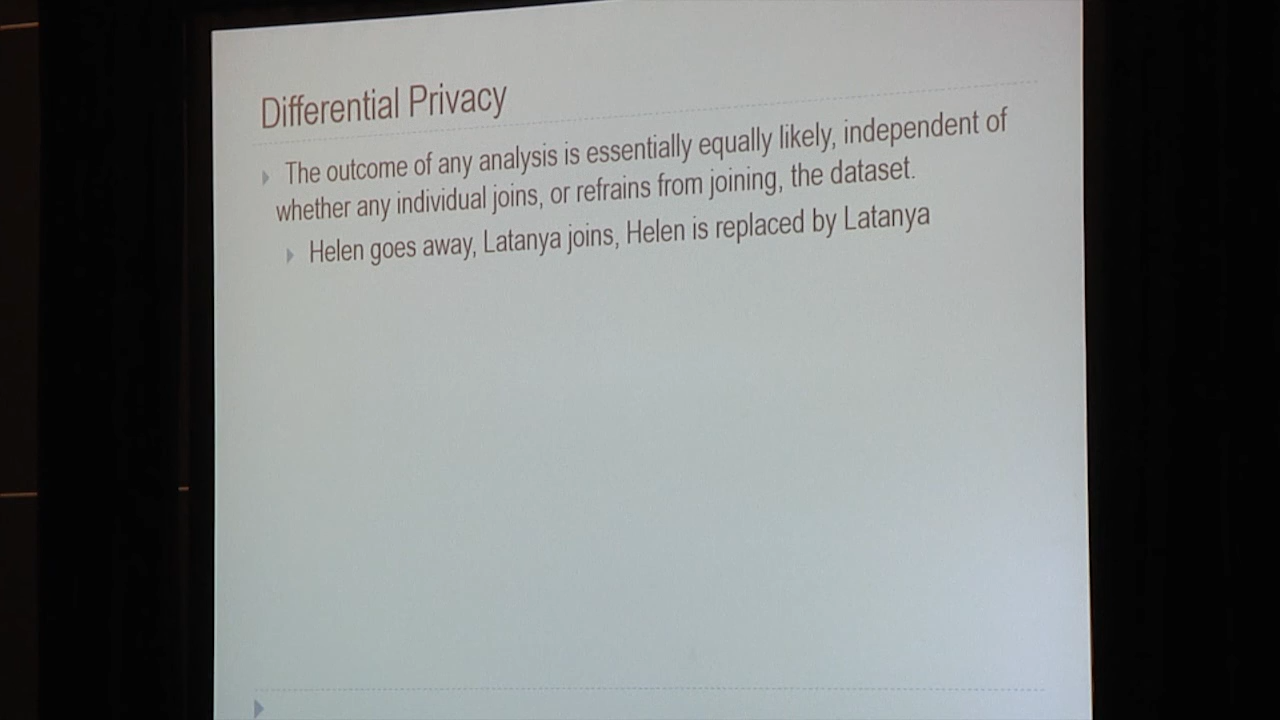 Differential Privacy
The outcome of any analysis is essentially equally likely, independent of
whether any individual joins, or refrains from joining, the dataset.
Helen goes away, Latanya joins, Helen is replaced by Latanya